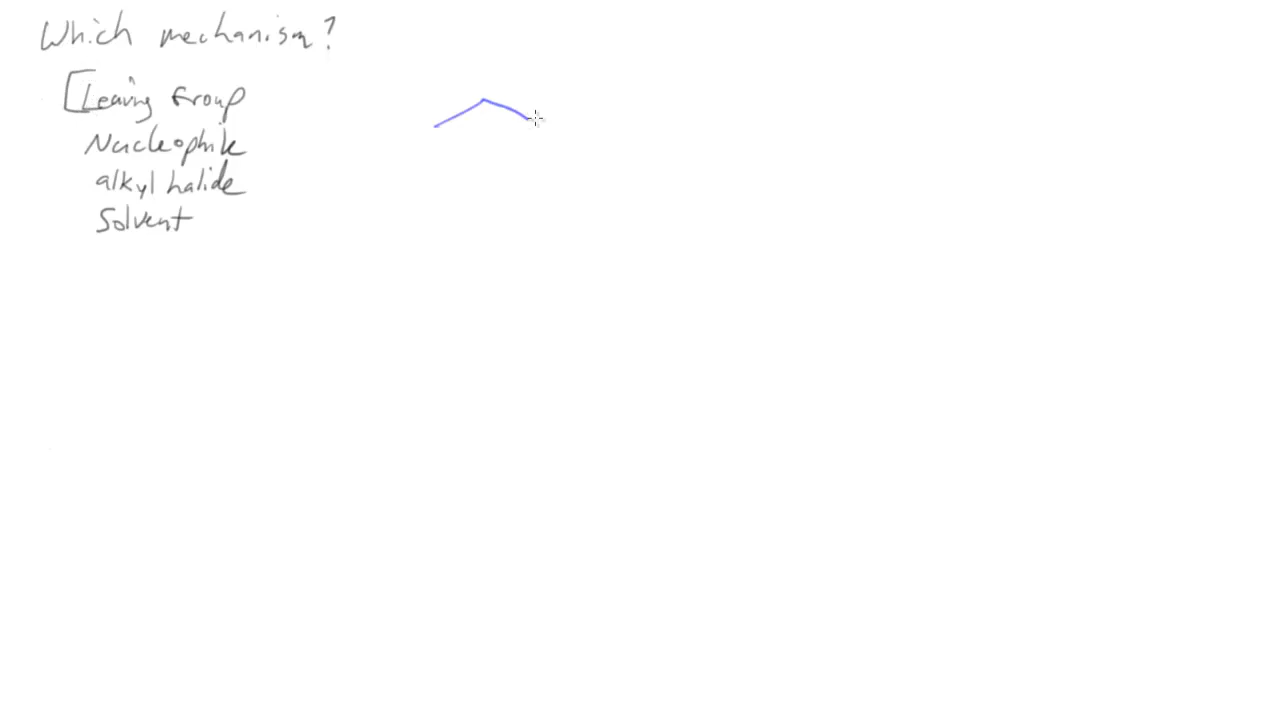 Which mechanism?
Leaving Group
Nucleophile
alkyl halide
Solvent